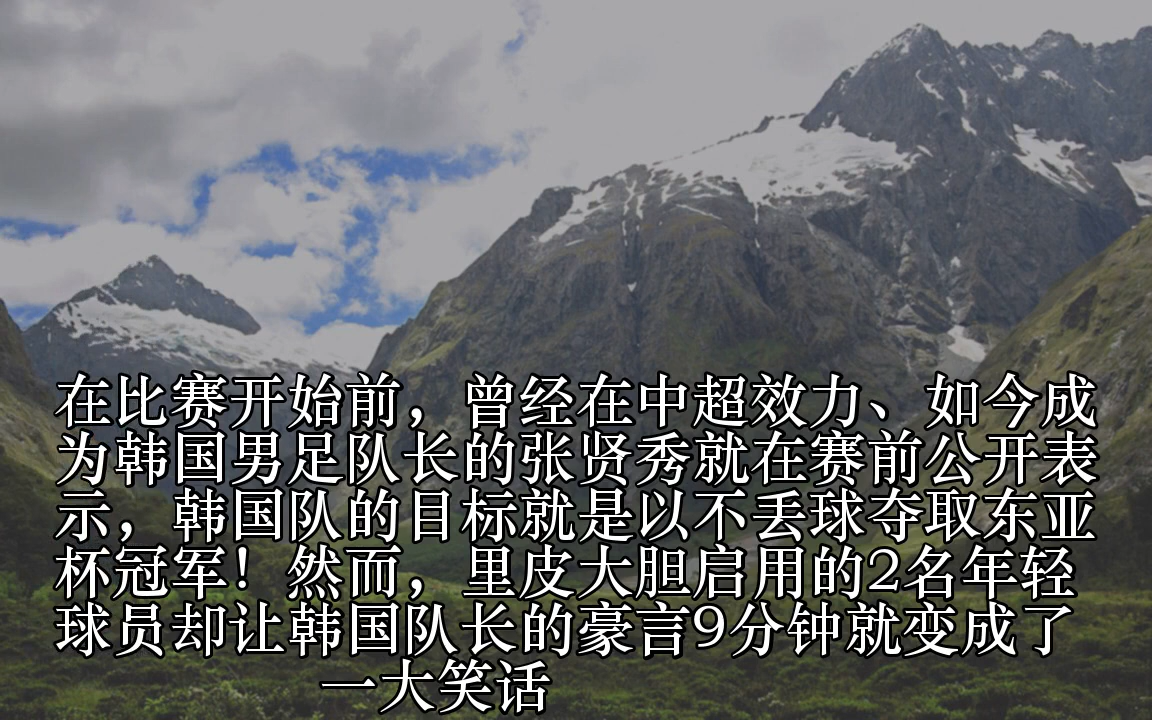 在比赛开始前，曾经在中超效力、如今成
为韩国男足队长的张贤秀就在赛前公开表
示，韩国队的目标就是以不丢球夺取东亚
杯冠军！然而，里皮大胆启用的2名年轻
球员却让韩国队长的豪言9分钟就变成了
一大笑话